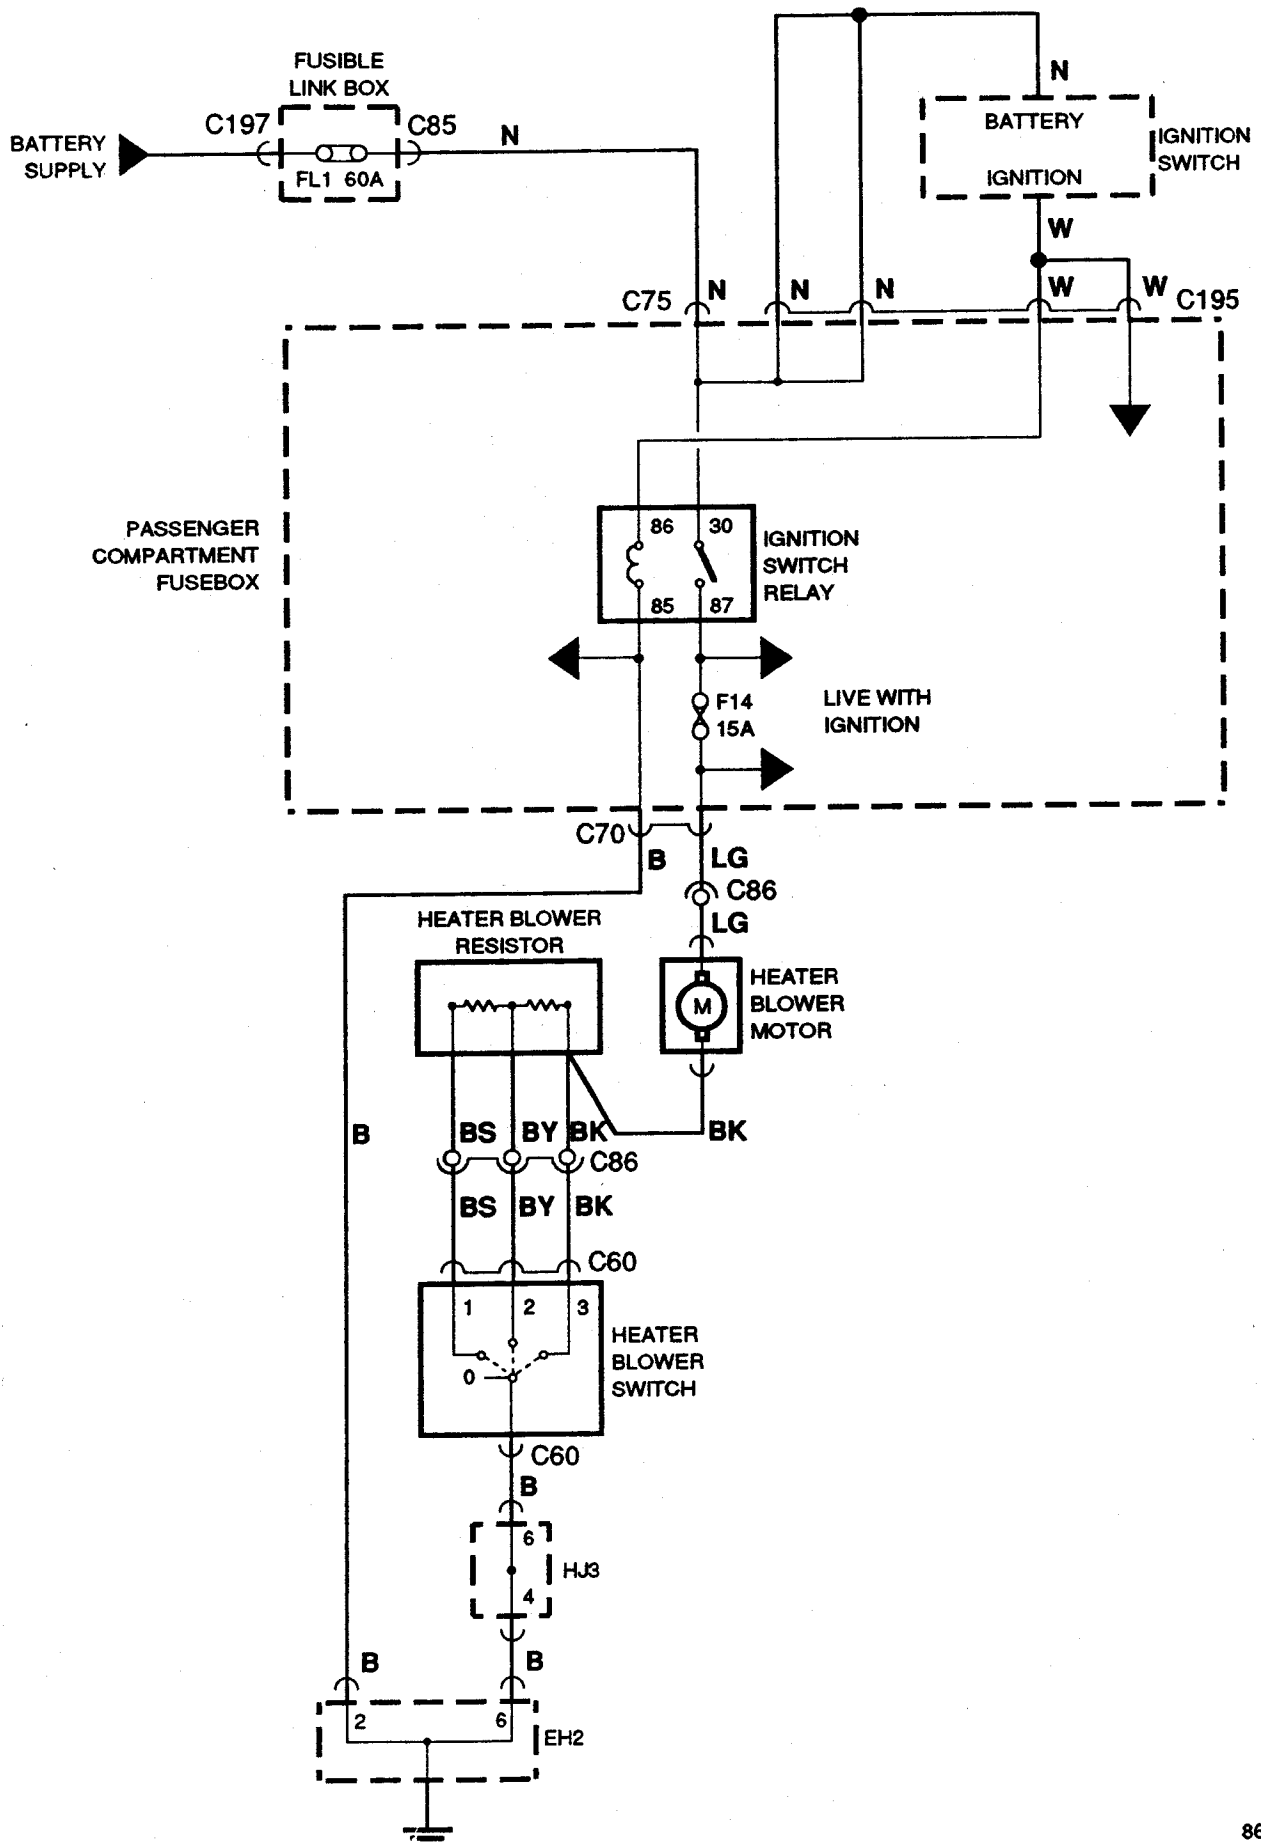 FUSIBLE
LINK BOX
N
C197
C85
N
BATTERY
SUPPLY
FL1 60A
BATTERY
IGNITION
IGNITION
SWITCH
W
C75
N
N
N
W
W
C195
PASSENGER
COMPARTMENT
FUSEBOX
86
30
85
87
IGNITION
SWITCH
RELAY
F14
15A
LIVE WITH
IGNITION
C70
B
LG
C86
LG
HEATER BLOWER
RESISTOR
M
HEATER
BLOWER
MOTOR
B
BS
BY
BK
BK
C86
BS
BY
BK
C60
1
2
3
0
HEATER
BLOWER
SWITCH
C60
B
6
HJ3
4
B
B
2
6
EH2
86